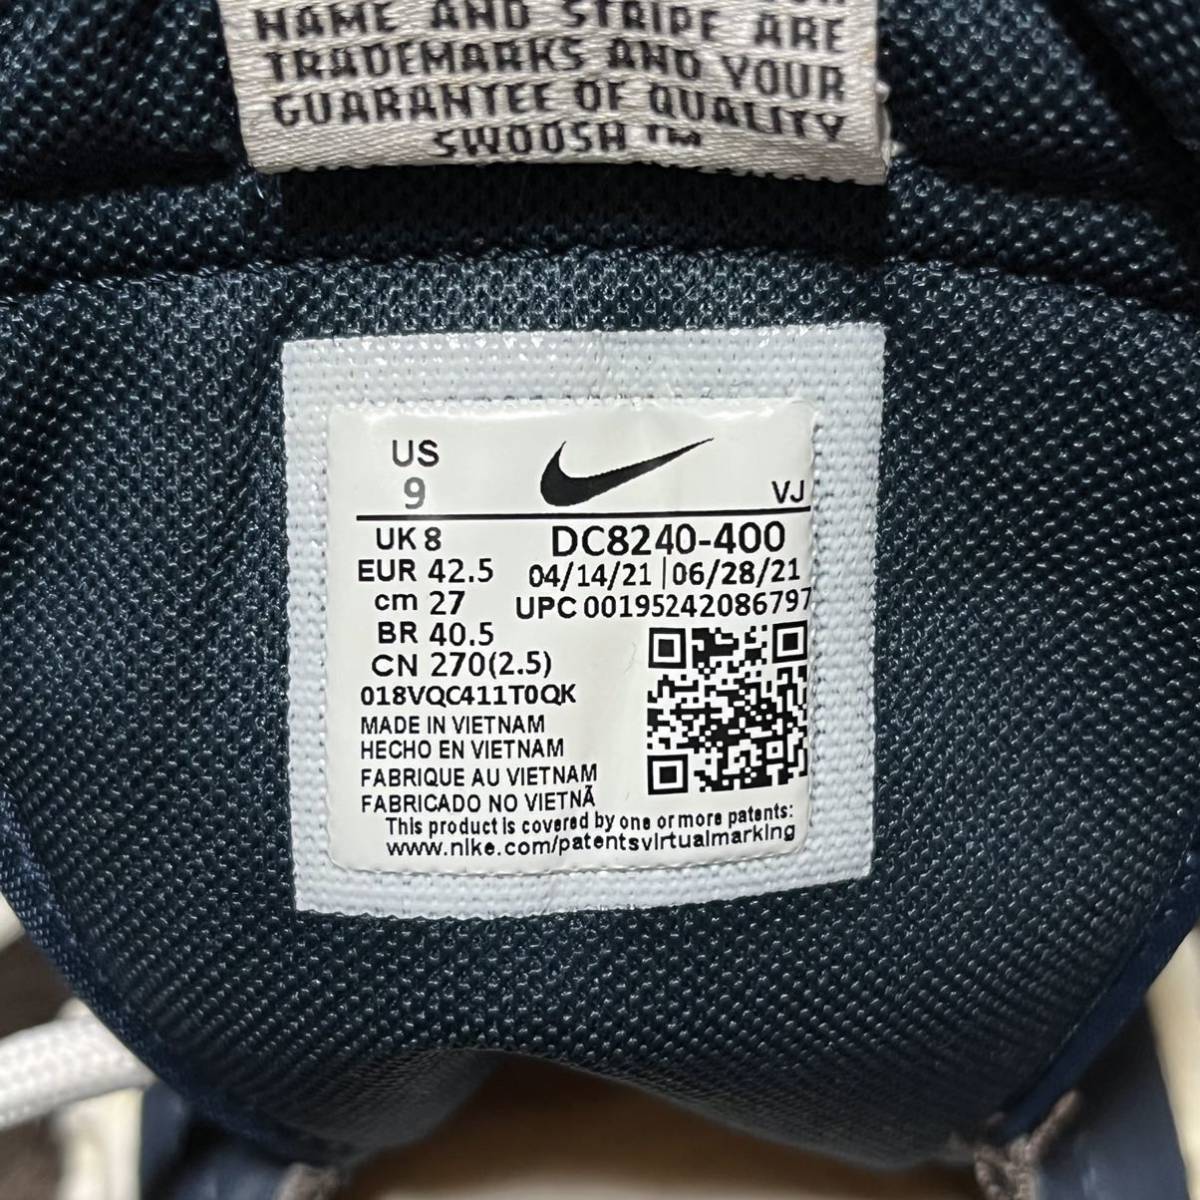 NAME AND STRIPE ARE
TRADEMARKS AND YOUR
GUARANTEE OF QUALITY
SWOOSH ™
US
9
VJ
UK 8
DC8240-400
EUR 42.5
04/14/21 | 06/28/21
cm 27
UPC 00195242086797
BR 40.5
CN 270(2.5)
018VQC411T0QK
MADE IN VIETNAM
HECHO EN VIETNAM
FABRIQUE AU VIETNAM
FABRICADO NO VIETNÃ
This product is covered by one or more patents:
www.nike.com/patentsvirtualmarking